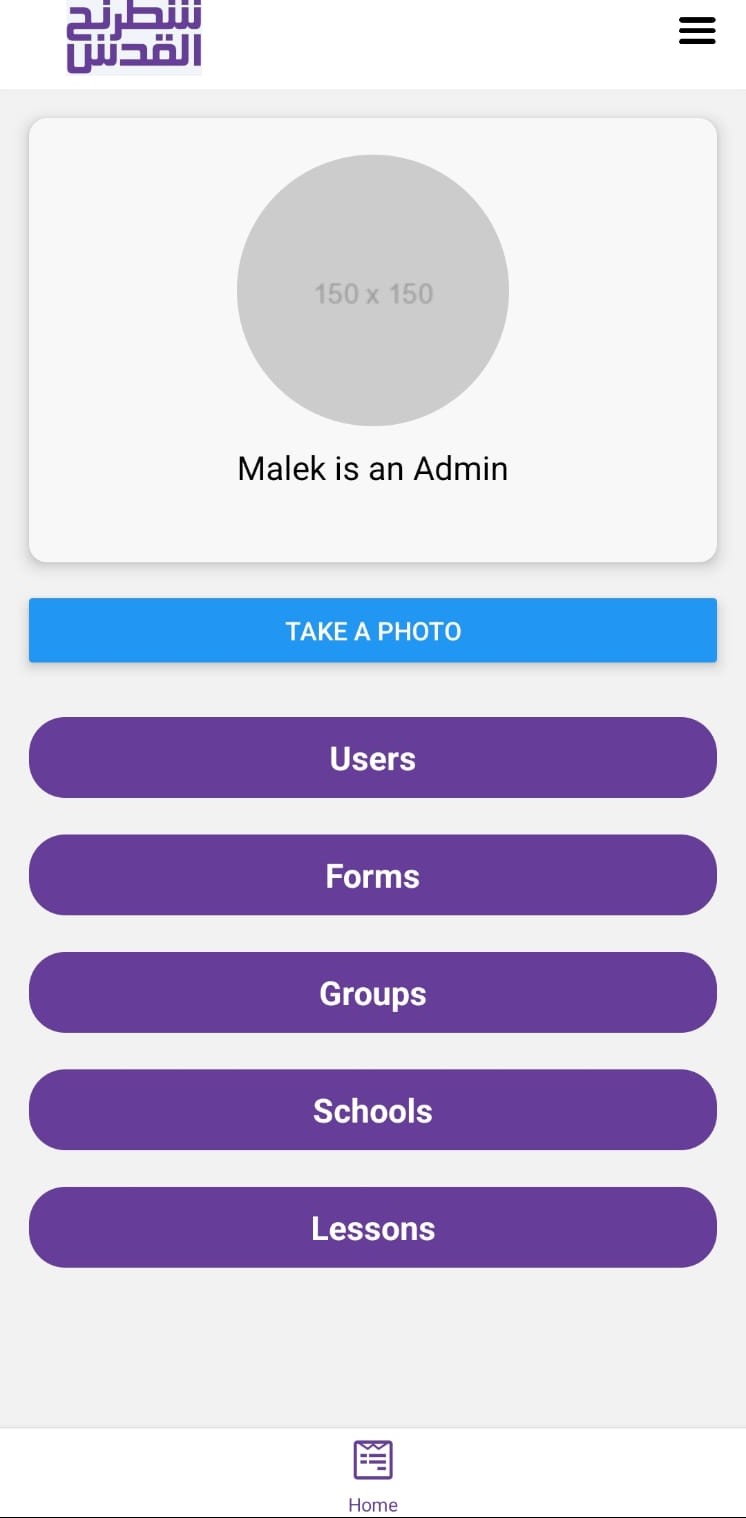 شطرنج
القدس
150 x 150
Malek is an Admin
TAKE A PHOTO
Users
Forms
Groups
Schools
Lessons
Home